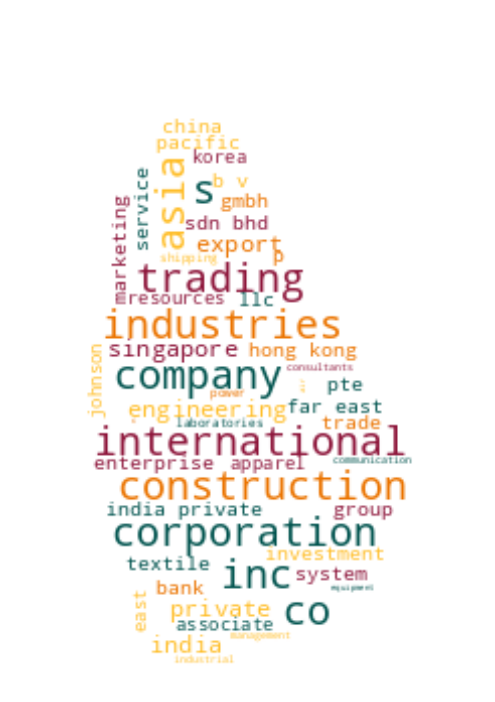 china
pacific
korea
asia
service
s
b v
gmbh
marketing
sdn bhd
export
p
shipping
trading
resources
llc
industries
singapore
hong kong
johnson
company
consultants
i
pte
power
engineering
far east
laboratories
trade
international
enterprise
apparel
communication
construction
india private
group
corporation
investment
textile
inc
system
bank
equipment
east
private
co
associate
management
india
industrial